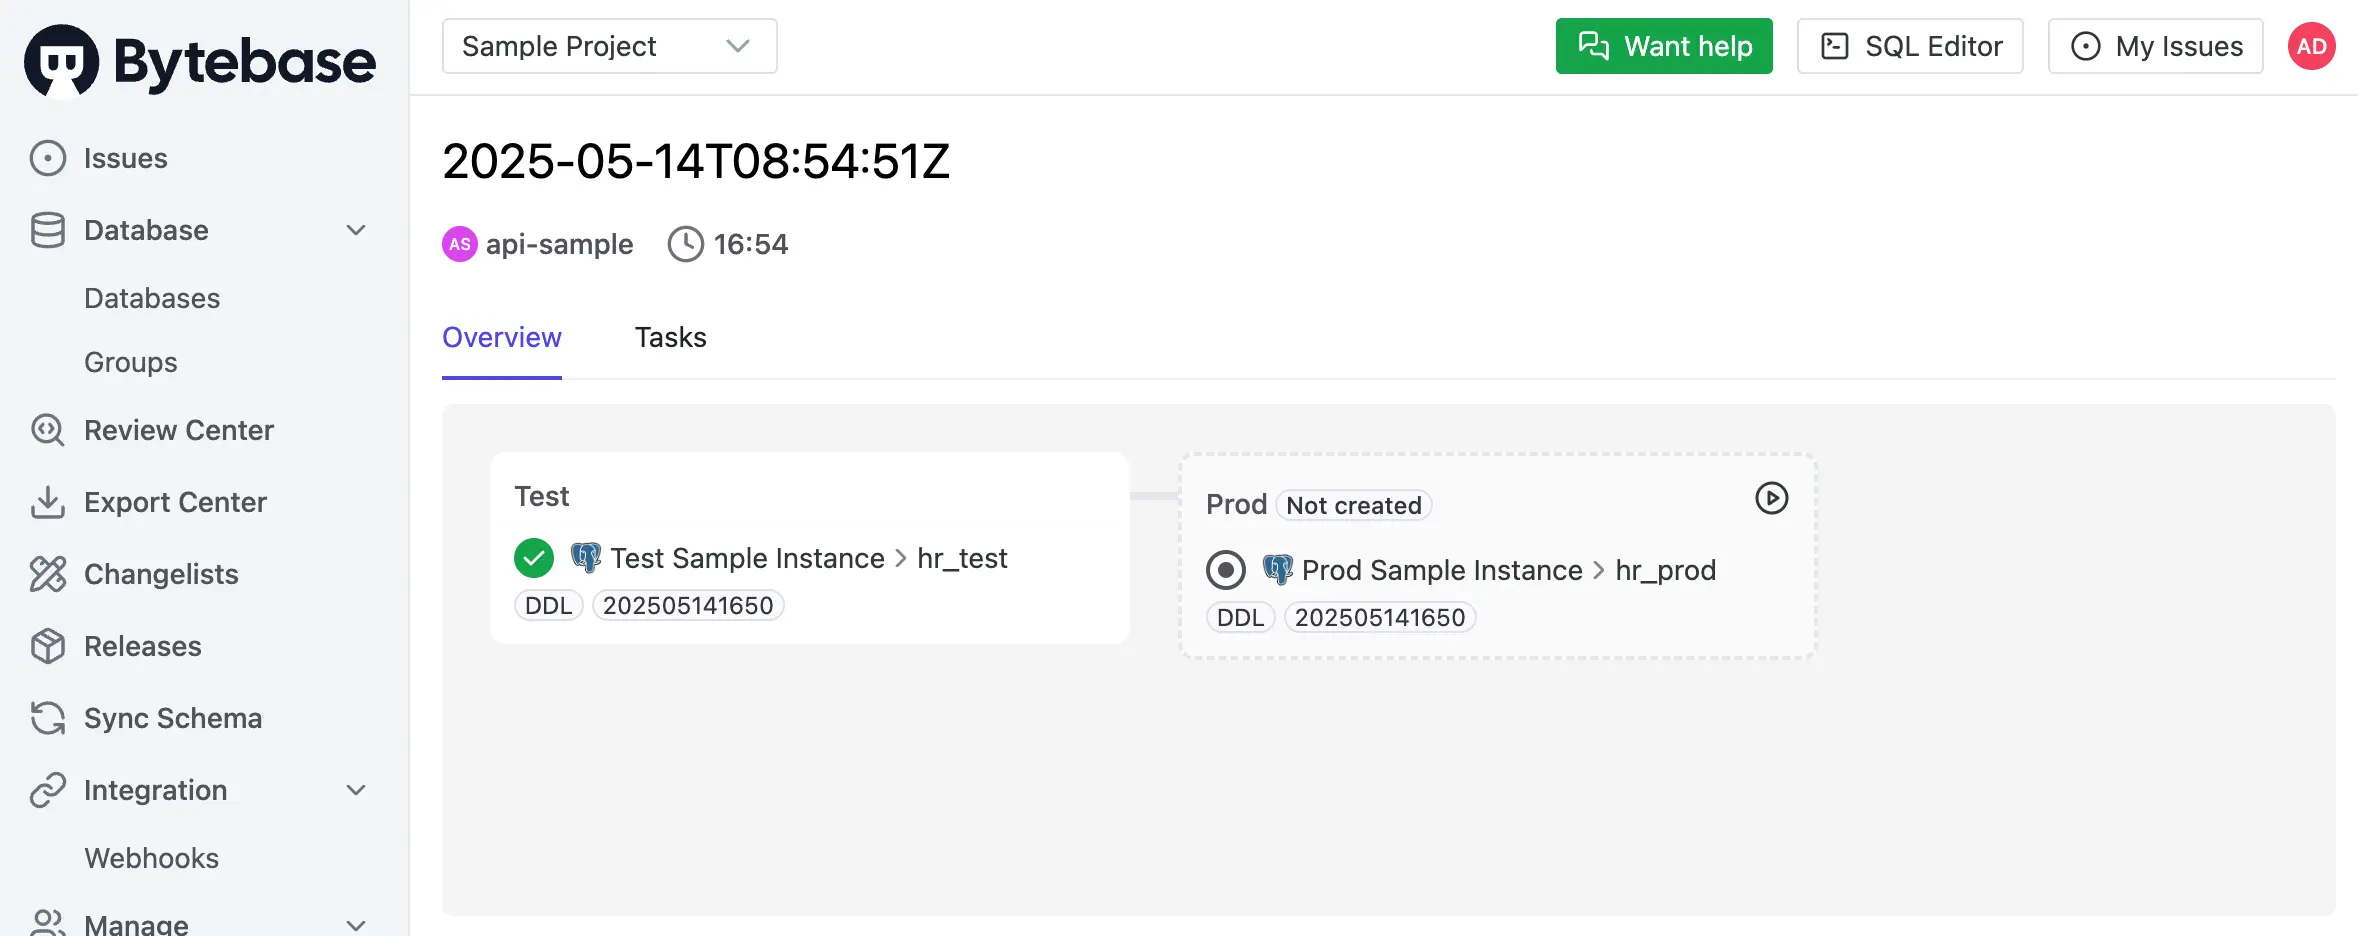 Bytebase
Issues
Database
Databases
Groups
Review Center
Export Center
Changelists
Releases
Sync Schema
Integration
Webhooks
Manage
Sample Project
Want help
SQL Editor
My Issues
AD
2025-05-14T08:54:51Z
AS api-sample 16:54
Overview Tasks
Test
Test Sample Instance > hr_test
DDL 202505141650
Prod Not created
Prod Sample Instance > hr_prod
DDL 202505141650